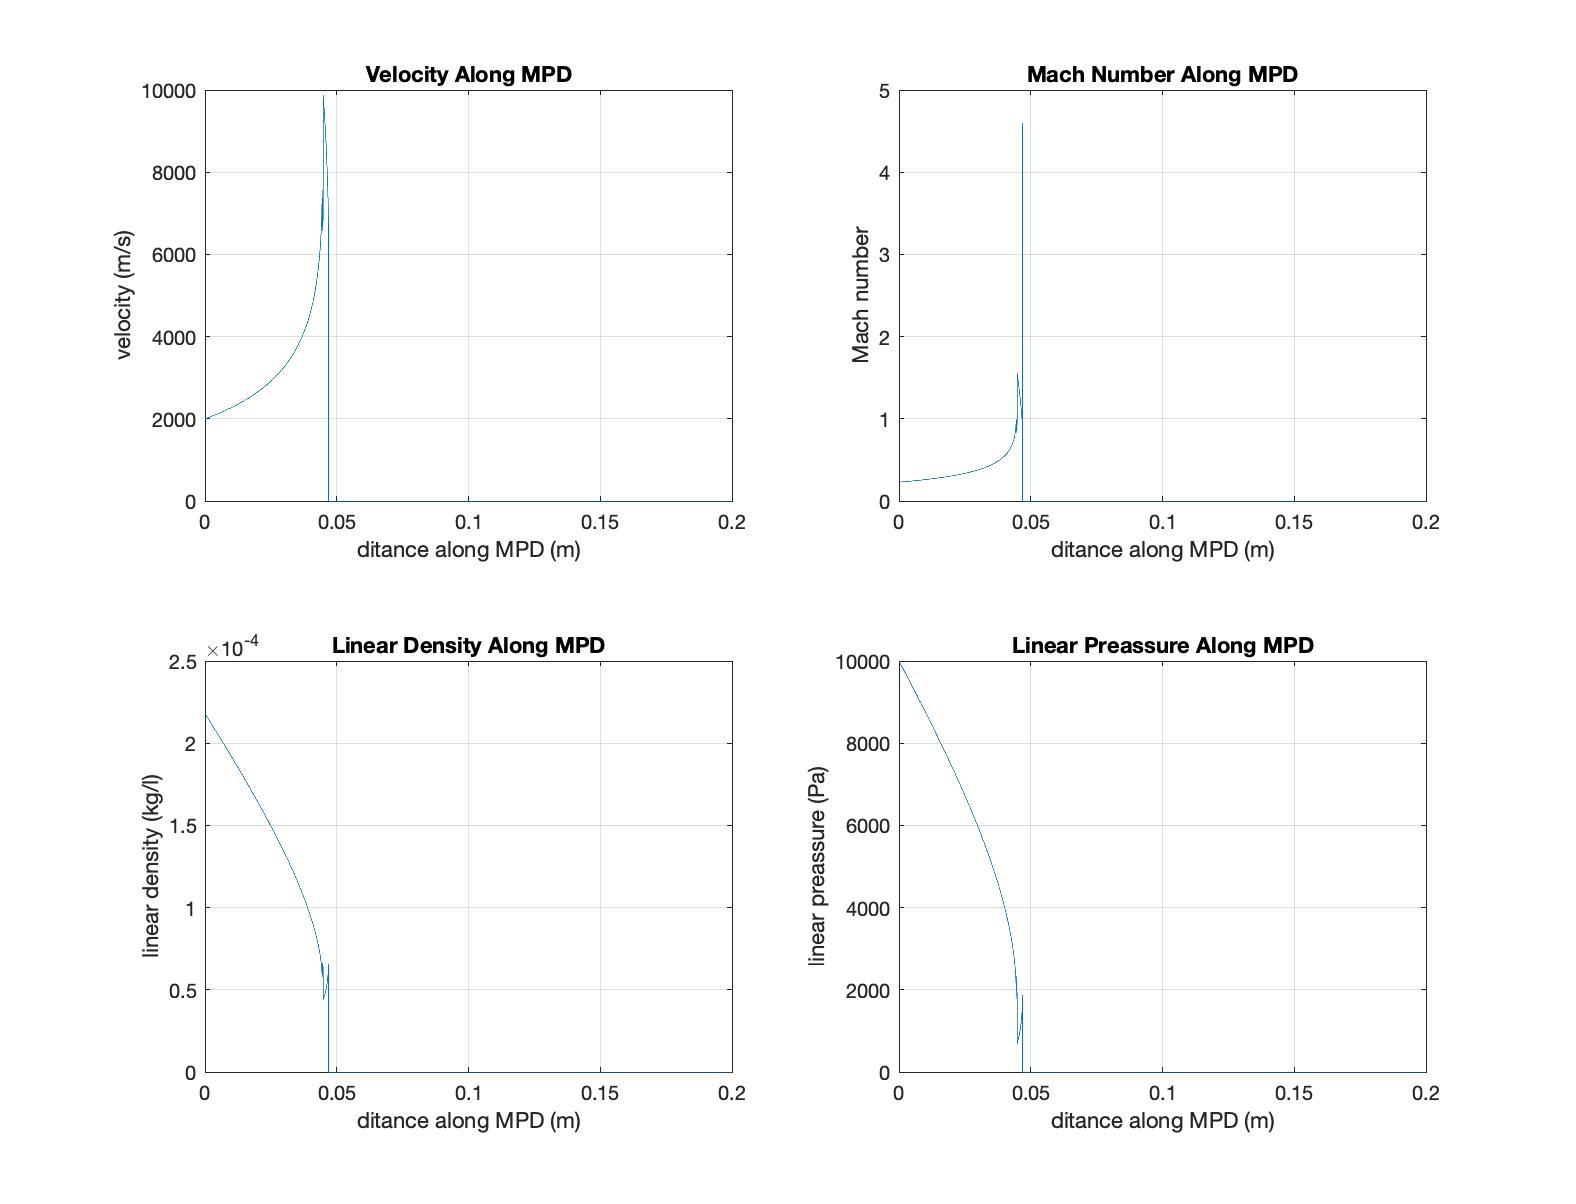 Velocity Along MPD
10000
8000
6000
4000
2000
0
velocity (m/s)
0 0.05 0.1 0.15 0.2
ditance along MPD (m)
Mach Number Along MPD
5
4
3
2
1
0
Mach number
0 0.05 0.1 0.15 0.2
ditance along MPD (m)
Linear Density Along MPD
×10-4
2.5
2
1.5
1
0.5
0
linear density (kg/l)
0 0.05 0.1 0.15 0.2
ditance along MPD (m)
Linear Preassure Along MPD
10000
8000
6000
4000
2000
0
linear preassure (Pa)
0 0.05 0.1 0.15 0.2
ditance along MPD (m)